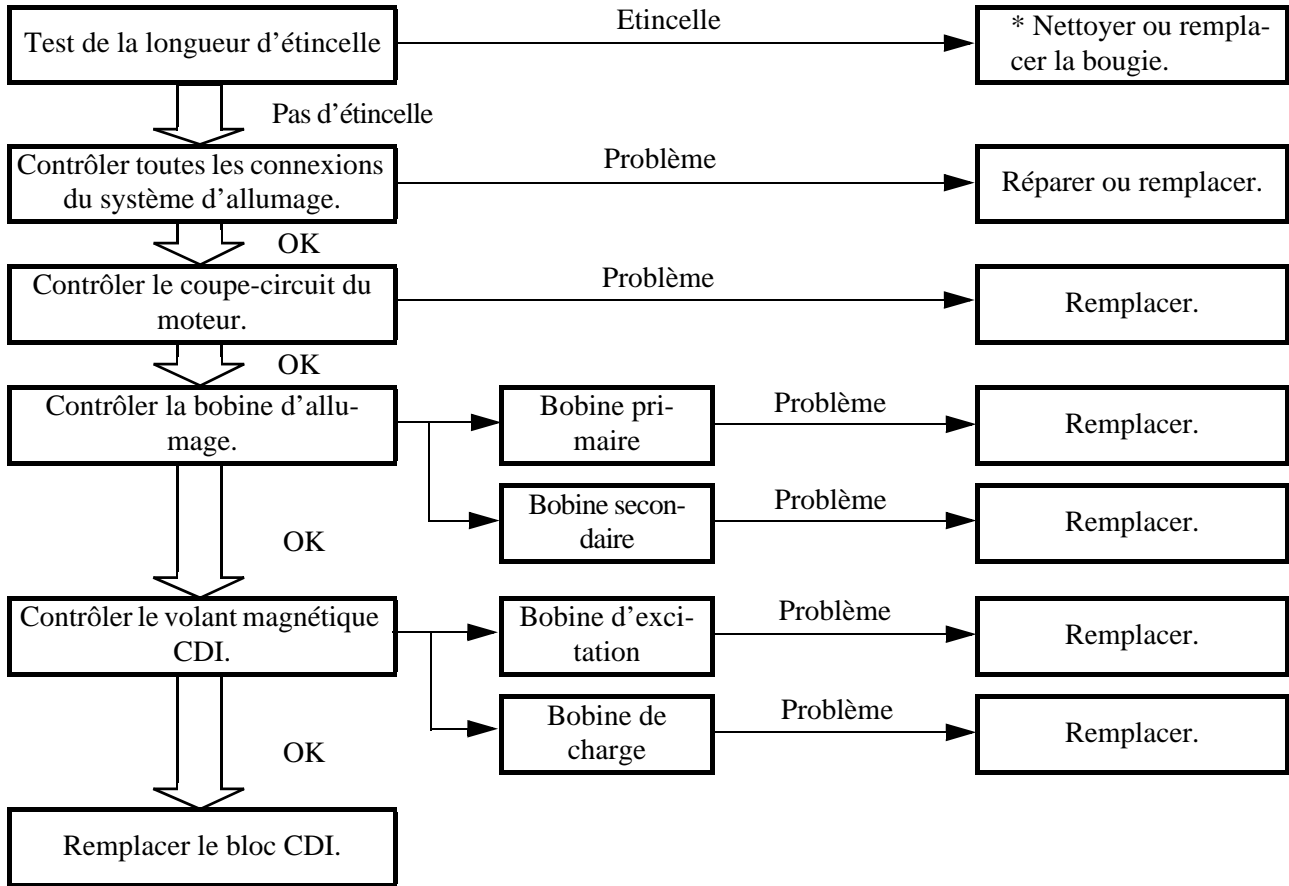 Test de la longueur d’étincelle
Etincelle
* Nettoyer ou rempla-
cer la bougie.
Pas d’étincelle
Contrôler toutes les connexions
du système d’allumage.
Problème
Réparer ou remplacer.
OK
Contrôler le coupe-circuit du
moteur.
Problème
Remplacer.
OK
Contrôler la bobine d’allu-
mage.
Bobine pri-
maire
Problème
Remplacer.
Bobine secon-
daire
Problème
Remplacer.
OK
Contrôler le volant magnétique
CDI.
Bobine d’exci-
tation
Problème
Remplacer.
Bobine de
charge
Problème
Remplacer.
OK
Remplacer le bloc CDI.